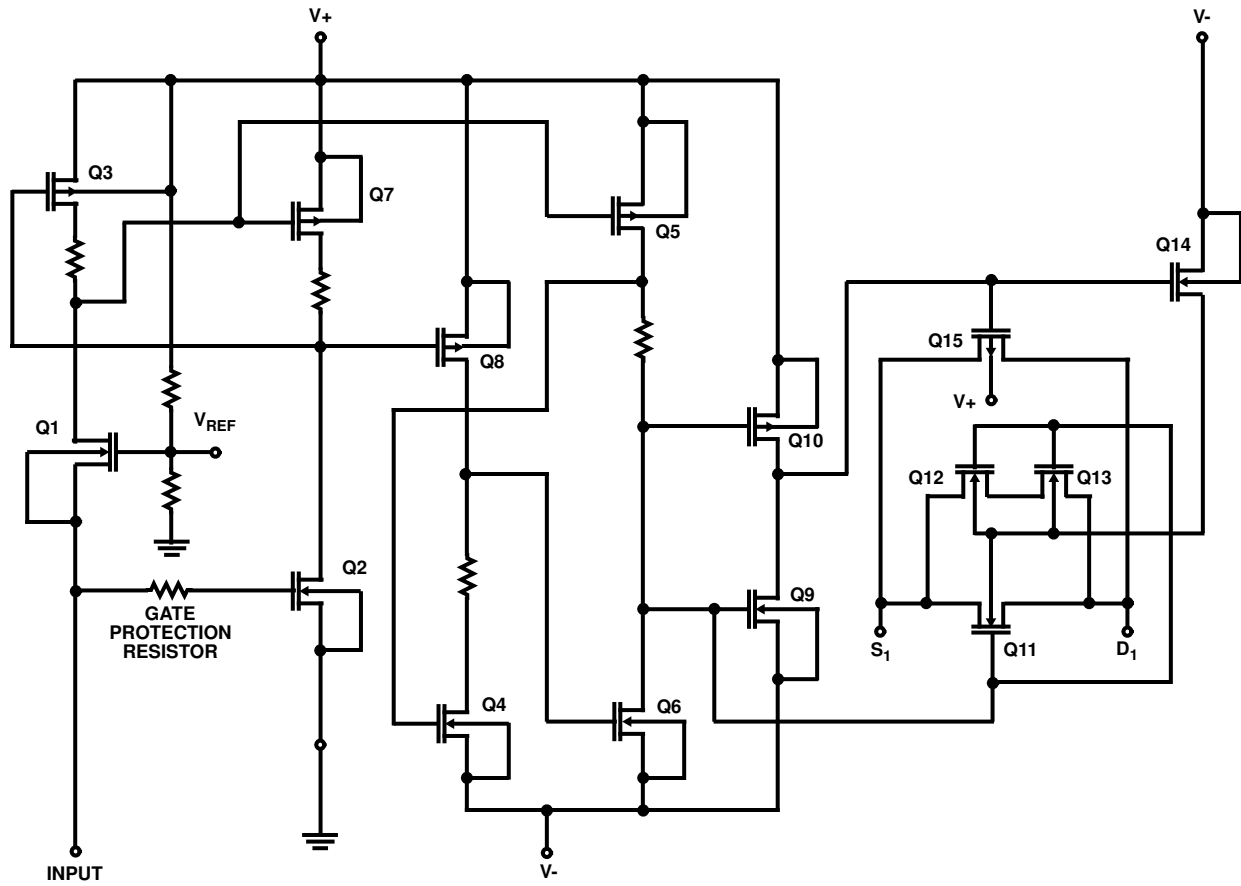 V+
V-
Q3
Q7
Q5
Q14
Q8
Q15
V+
Q1
VREF
Q10
Q12
Q13
Q2
Q9
GATE
PROTECTION
RESISTOR
S1
Q11
D1
Q4
Q6
INPUT
V-